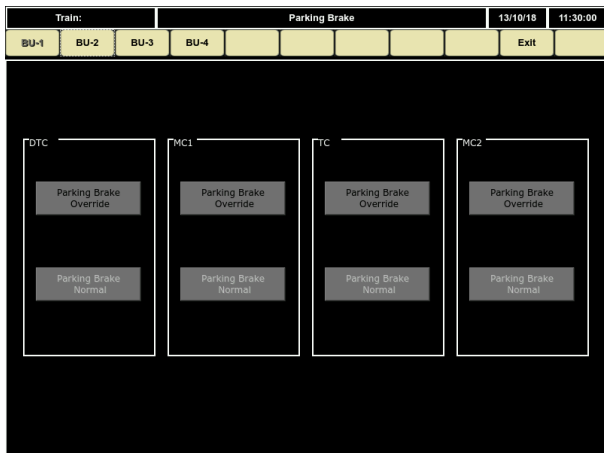 Train:
Parking Brake
13/10/18
11:30:00
BU-1
BU-2
BU-3
BU-4
Exit
DTC
MC1
TC
MC2
Parking Brake
Override
Parking Brake
Override
Parking Brake
Override
Parking Brake
Override
Parking Brake
Normal
Parking Brake
Normal
Parking Brake
Normal
Parking Brake
Normal